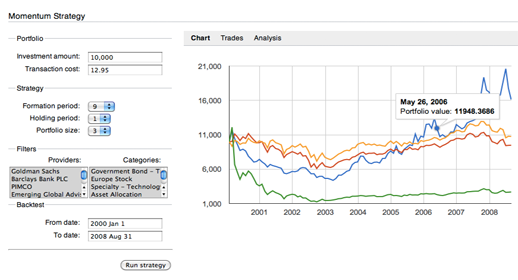 Momentum Strategy
Portfolio
Investment amount: 10,000
Transaction cost: 12.95
Strategy
Formation period: 9
Holding period: 1
Portfolio size: 3
Filters
Providers: Categories:
Goldman Sachs Government Bond – T
Barclays Bank PLC Europe Stock
PIMCO Specialty – Technolog
Emerging Global Advis Asset Allocation
Backtest
From date: 2000 Jan 1
To date: 2008 Aug 31
Run strategy
Chart Trades Analysis
21,000
16,000
11,000
6,000
1,000
May 26, 2006
Portfolio value: 11948.3686
2001 2002 2003 2004 2005 2006 2007 2008